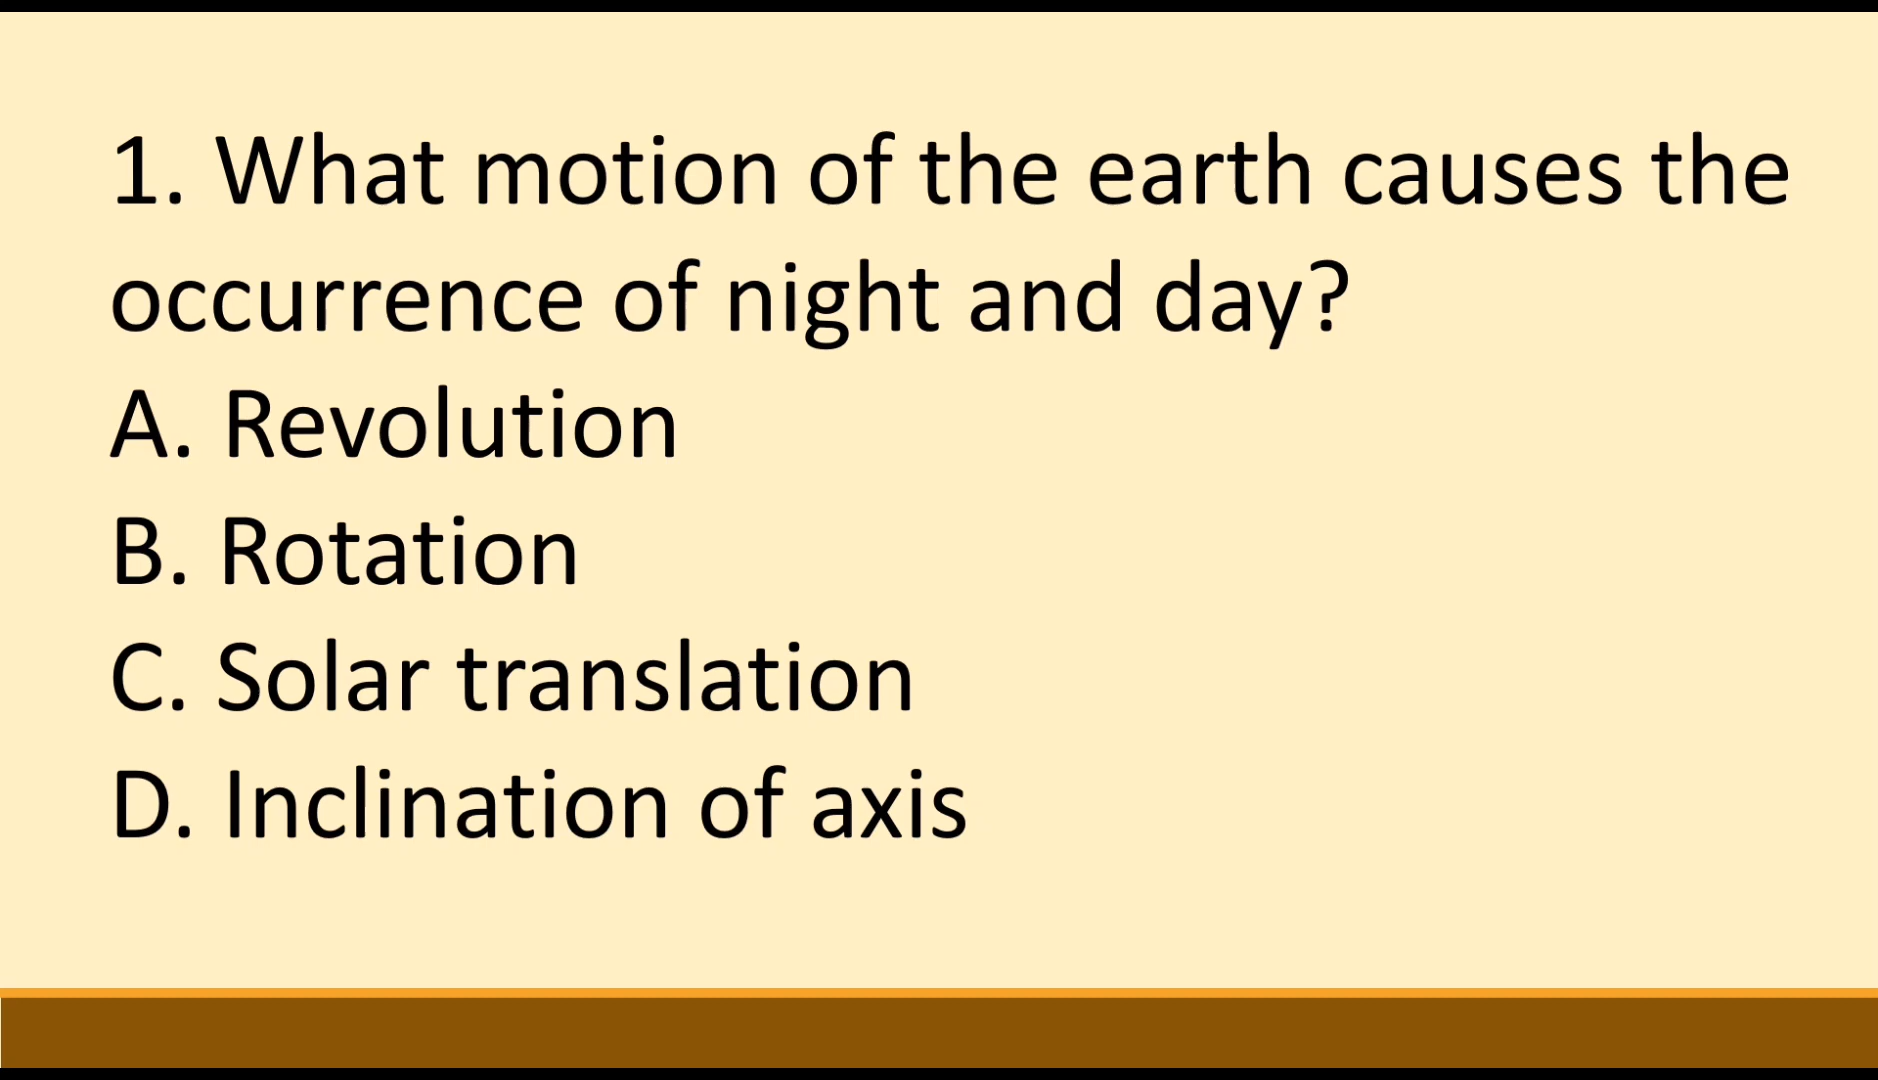 1. What motion of the earth causes the
occurrence of night and day?
A. Revolution
B. Rotation
C. Solar translation
D. Inclination of axis